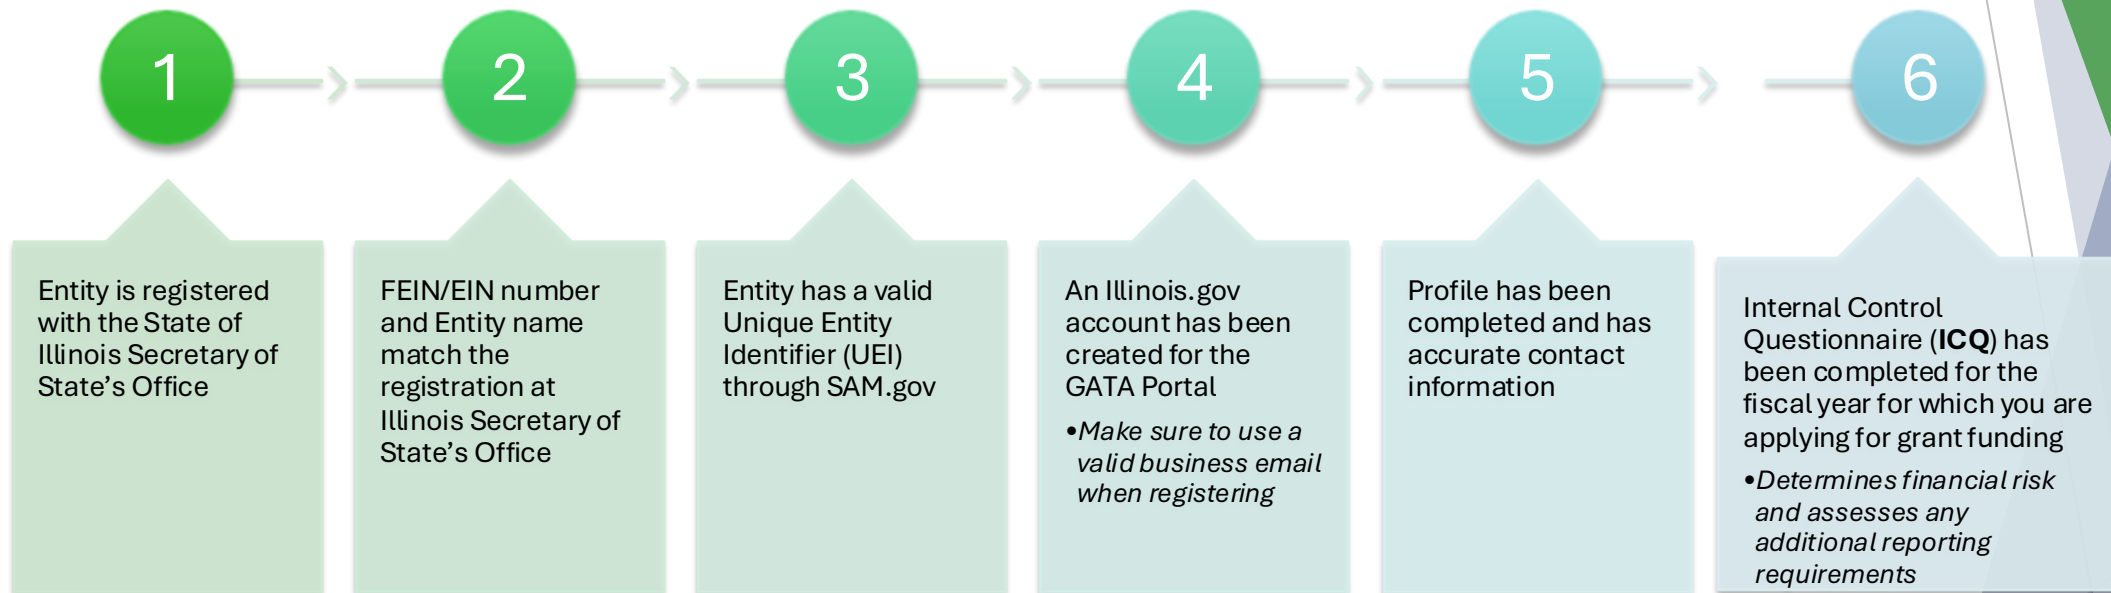 1
2
3
4
5
6
Entity is registered
with the State of
Illinois Secretary of
State's Office
FEIN/EIN number
and Entity name
match the
registration at
Illinois Secretary of
State's Office
Entity has a valid
Unique Entity
Identifier (UEI)
through SAM.gov
An Illinois.gov
account has been
created for the
GATA Portal
•Make sure to use a
valid business email
when registering
Profile has been
completed and has
accurate contact
information
Internal Control
Questionnaire (ICQ) has
been completed for the
fiscal year for which you are
applying for grant funding
•Determines financial risk
and assesses any
additional reporting
requirements